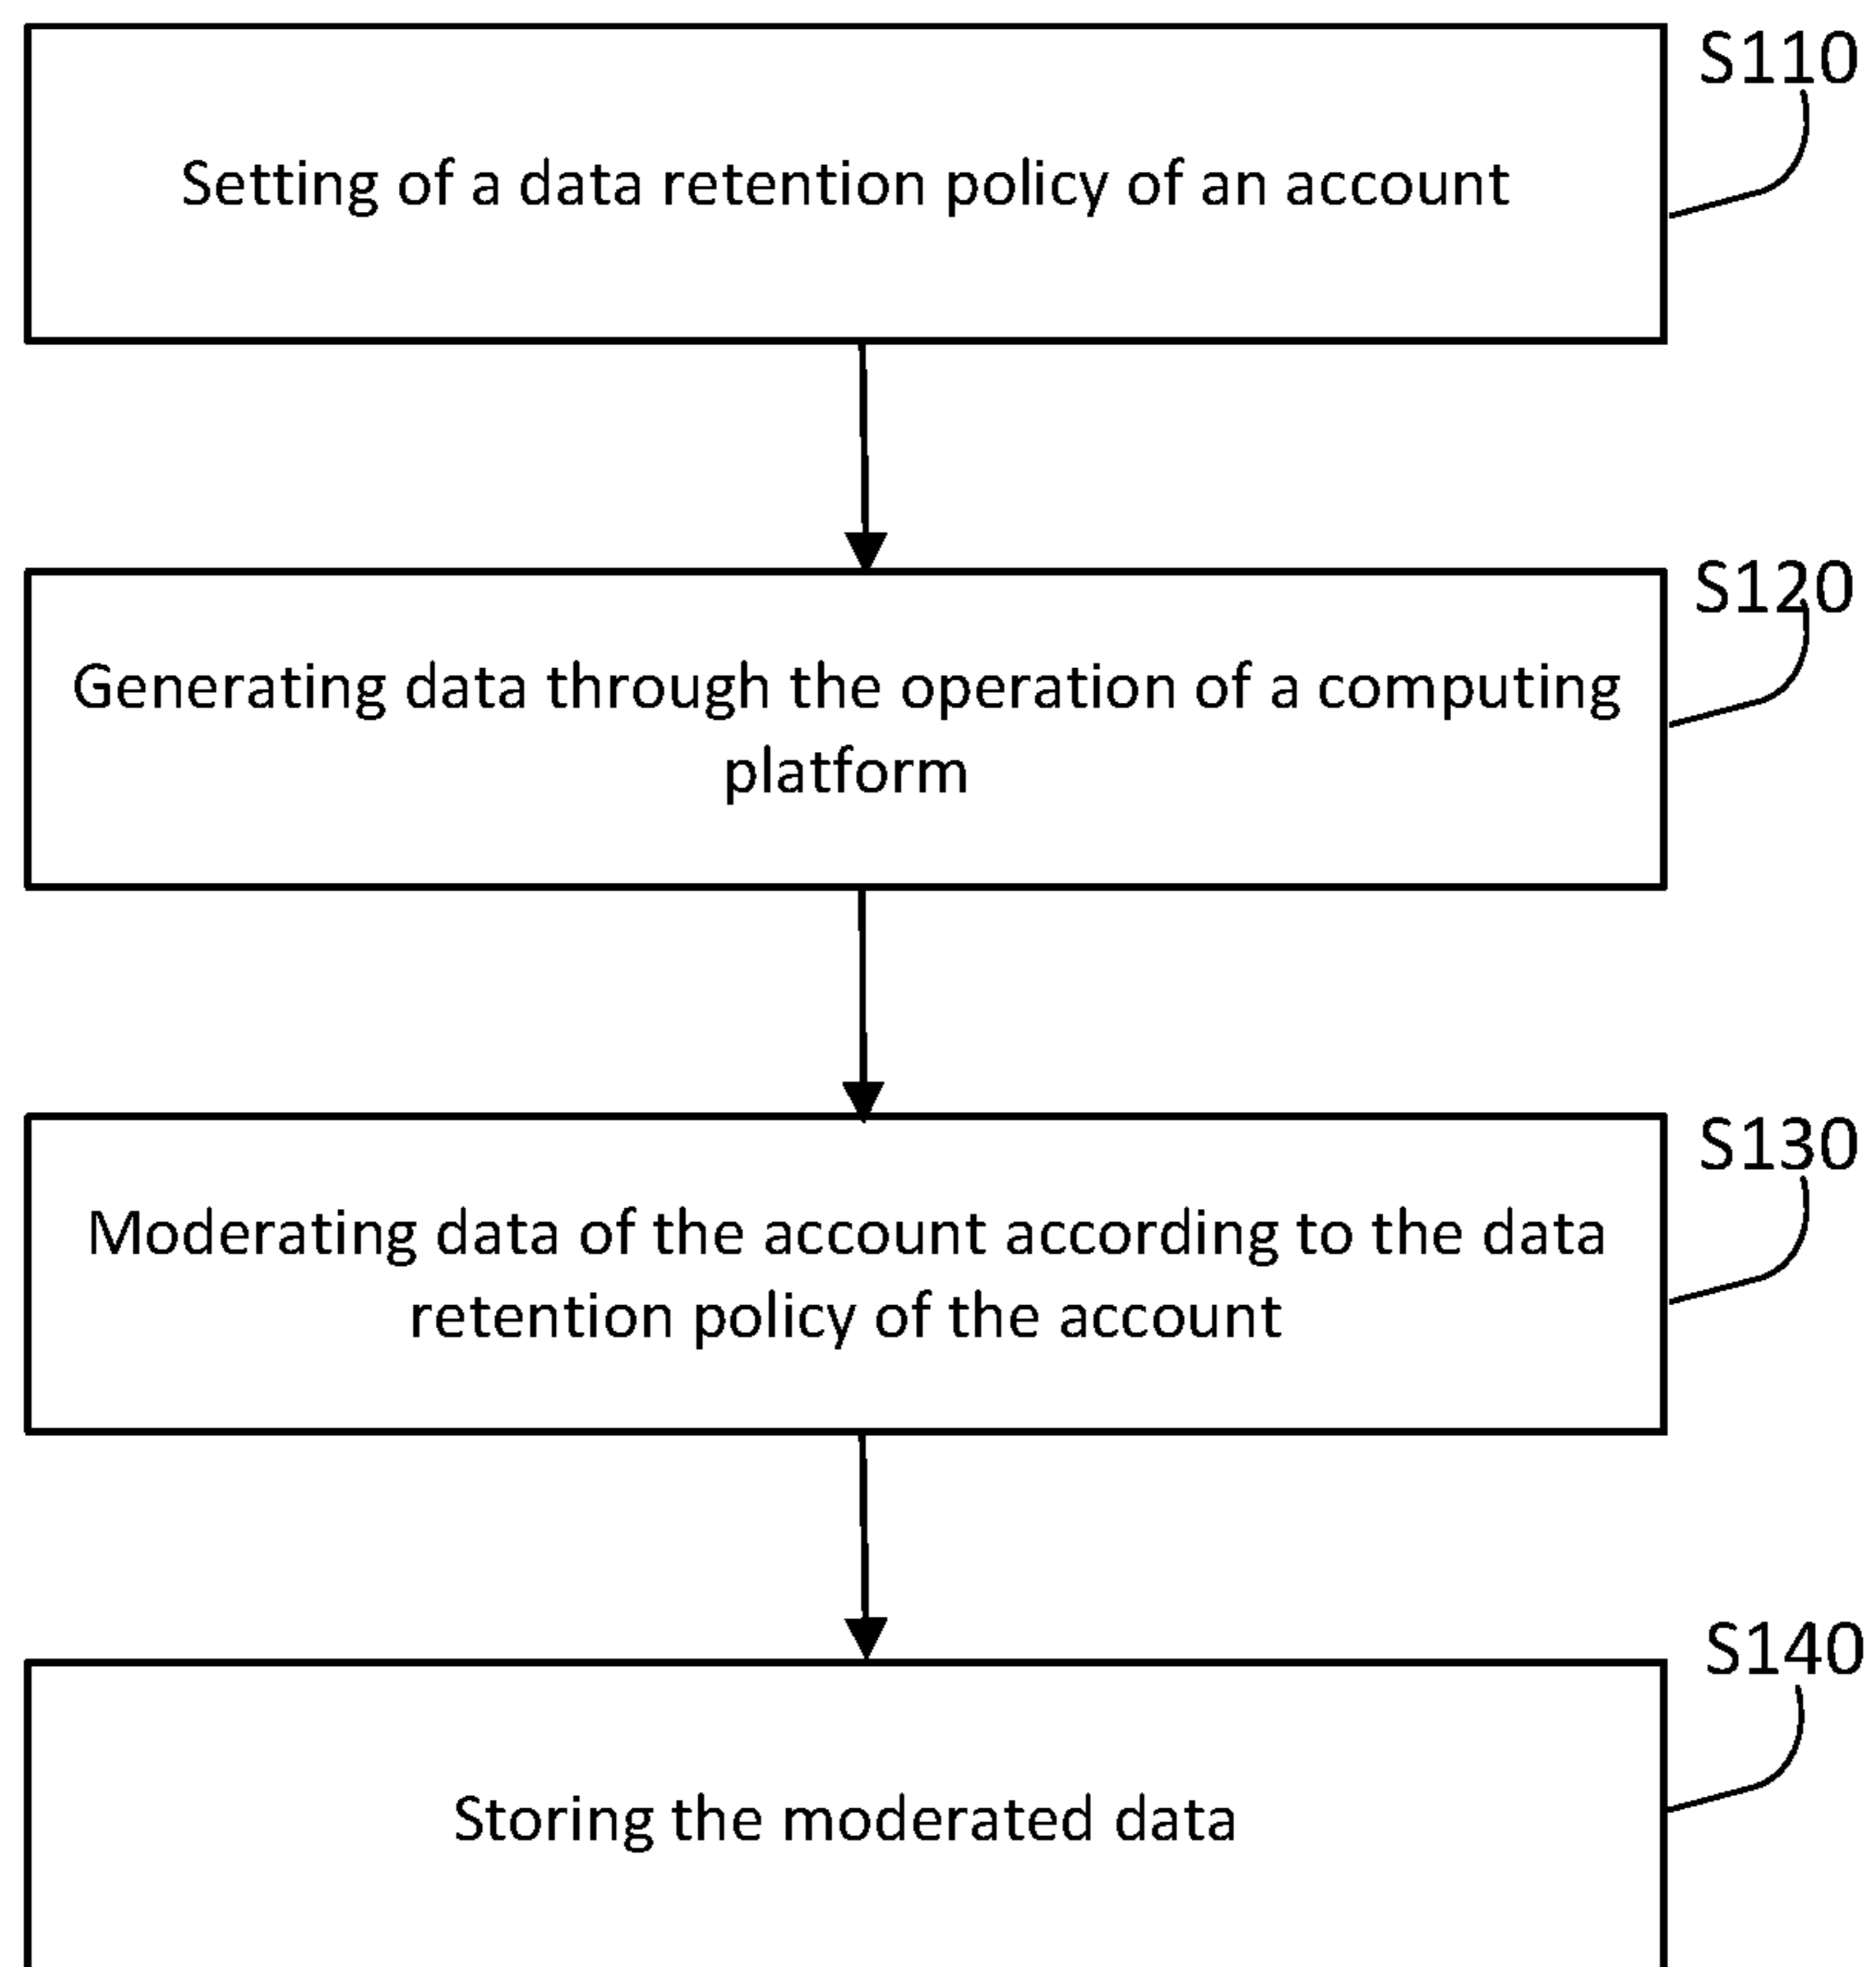 S110
Setting of a data retention policy of an account
S120
Generating data through the operation of a computing
platform
S130
Moderating data of the account according to the data
retention policy of the account
S140
Storing the moderated data